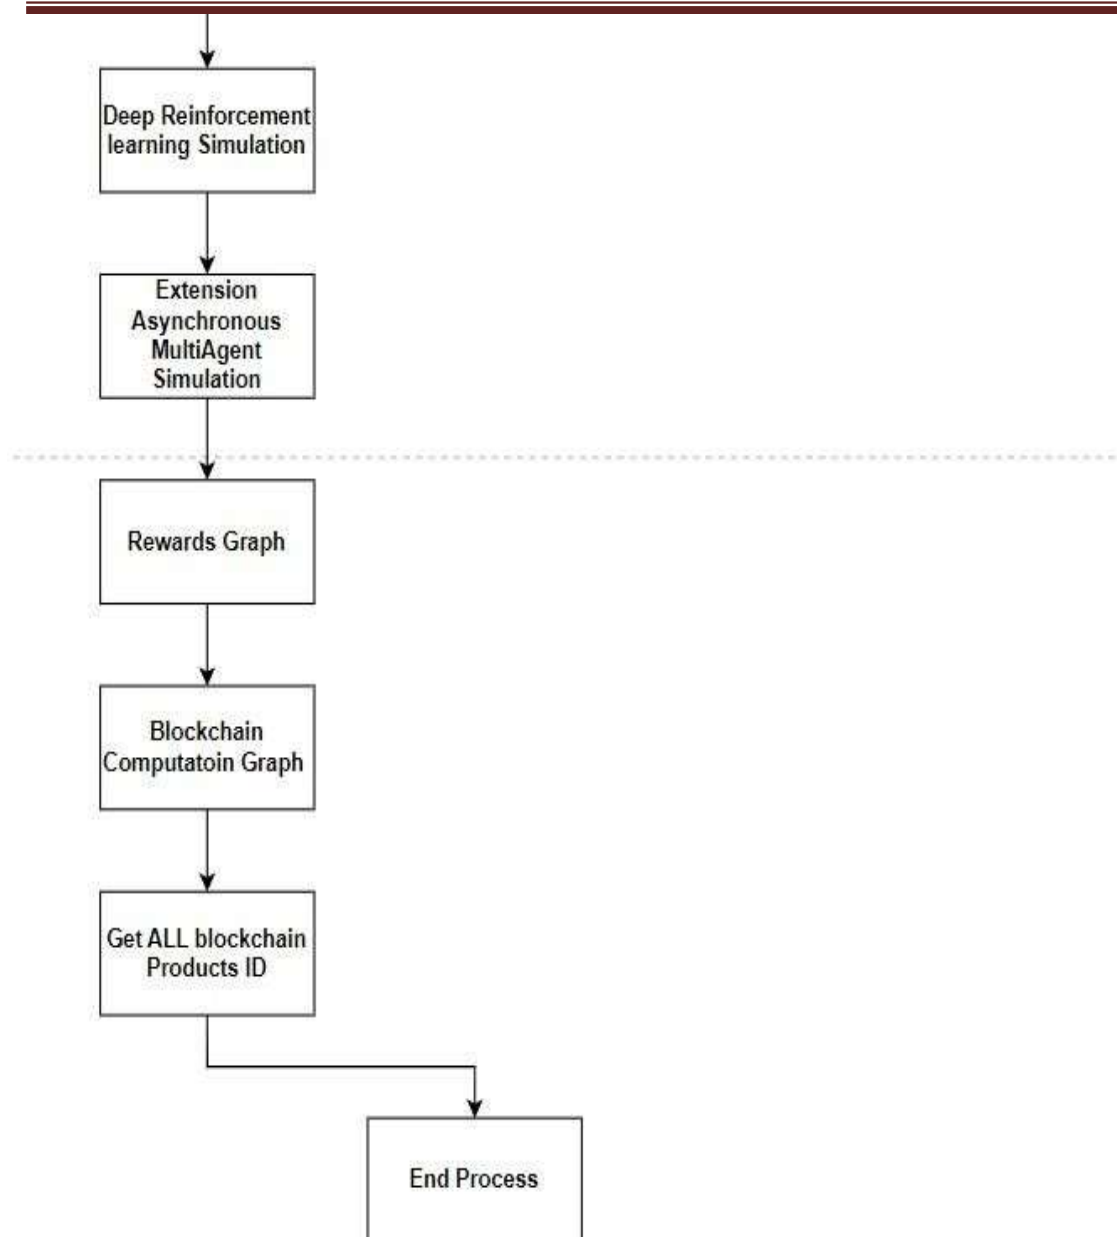 Deep Reinforcement
learning Simulation
Extension
Asynchronous
MultiAgent
Simulation
Rewards Graph
Blockchain
Computatoin Graph
Get ALL blockchain
Products ID
End Process